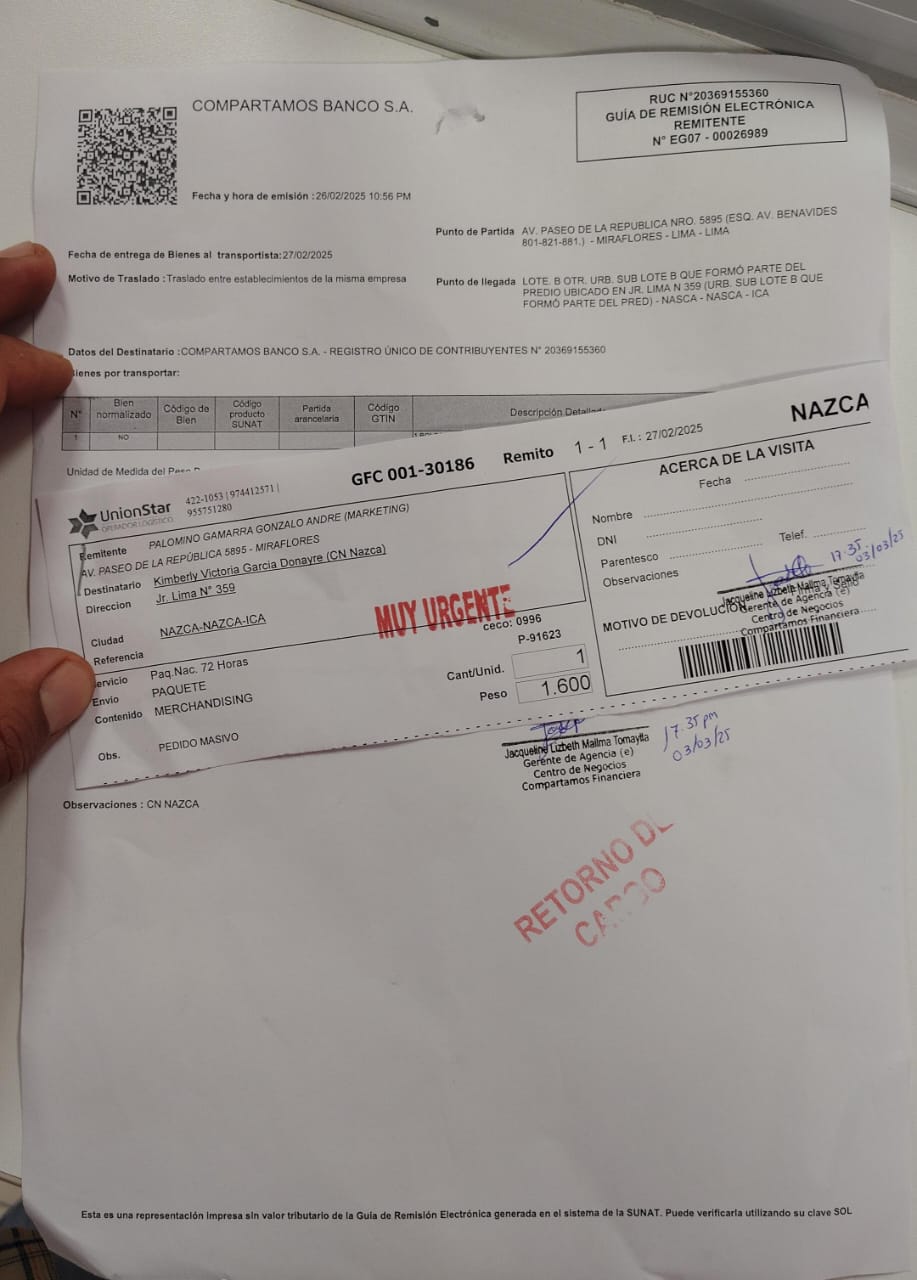 COMPARTAMOS BANCO S.A.
RUC N°20369155360
GUÍA DE REMISIÓN ELECTRÓNICA
REMITENTE
N° EG07 - 00026989
Fecha y hora de emisión :26/02/2025 10:56 PM
Fecha de entrega de Bienes al transportista:27/02/2025
Motivo de Traslado :Traslado entre establecimientos de la misma empresa
Punto de Partida AV. PASEO DE LA REPUBLICA NRO. 5895 (ESQ. AV. BENAVIDES
801-821-881.) - MIRAFLORES - LIMA - LIMA
Punto de llegada LOTE. B OTR. URB. SUB LOTE B QUE FORMÓ PARTE DEL
PREDIO UBICADO EN JR. LIMA N 359 (URB. SUB LOTE B QUE
FORMÓ PARTE DEL PRED) - NASCA - NASCA - ICA
Datos del Destinatario :COMPARTAMOS BANCO S.A. - REGISTRO ÚNICO DE CONTRIBUYENTES N° 20369155360
Bienes por transportar:
N° Bien normalizado Código de Bien Código producto SUNAT Partida arancelaria Código GTIN Descripción
1 NO
Unidad de Medida del
UnionStar
OPERADOR LOGÍSTICO
422-1053 | 974412571 |
955751280
GFC 001-30186 Remito 1 - 1 F.I.: 27/02/2025 NAZCA
Remitente PALOMINO GAMARRA GONZALO ANDRE (MARKETING)
AV. PASEO DE LA REPÚBLICA 5895 - MIRAFLORES
Destinatario Kimberly Victoria Garcia Donayre (CN Nazca)
Direccion Jr. Lima N° 359
Ciudad NAZCA-NAZCA-ICA
Referencia
MUY URGENTE
ceco: 0996
P-91623
Servicio Paq.Nac. 72 Horas
Envio PAQUETE
Contenido MERCHANDISING
Cant/Unid. 1
Peso 1.600
Obs. PEDIDO MASIVO
ACERCA DE LA VISITA
Fecha
Nombre
DNI
Telef.
Parentesco
Observaciones
17:35
03/03/25
Jacqueline Lizbeth Mallma Tomaylla
Gerente de Agencia (e)
Centro de Negocios
Compartamos Financiera
MOTIVO DE DEVOLUCIÓN
Jacqueline Lizbeth Mallma Tomaylla
Gerente de Agencia (e)
Centro de Negocios
Compartamos Financiera
17:35 pm
03/03/25
Observaciones : CN NAZCA
RETORNO DE
CARGO
Esta es una representación impresa sin valor tributario de la Guía de Remisión Electrónica generada en el sistema de la SUNAT. Puede verificarla utilizando su clave SOL